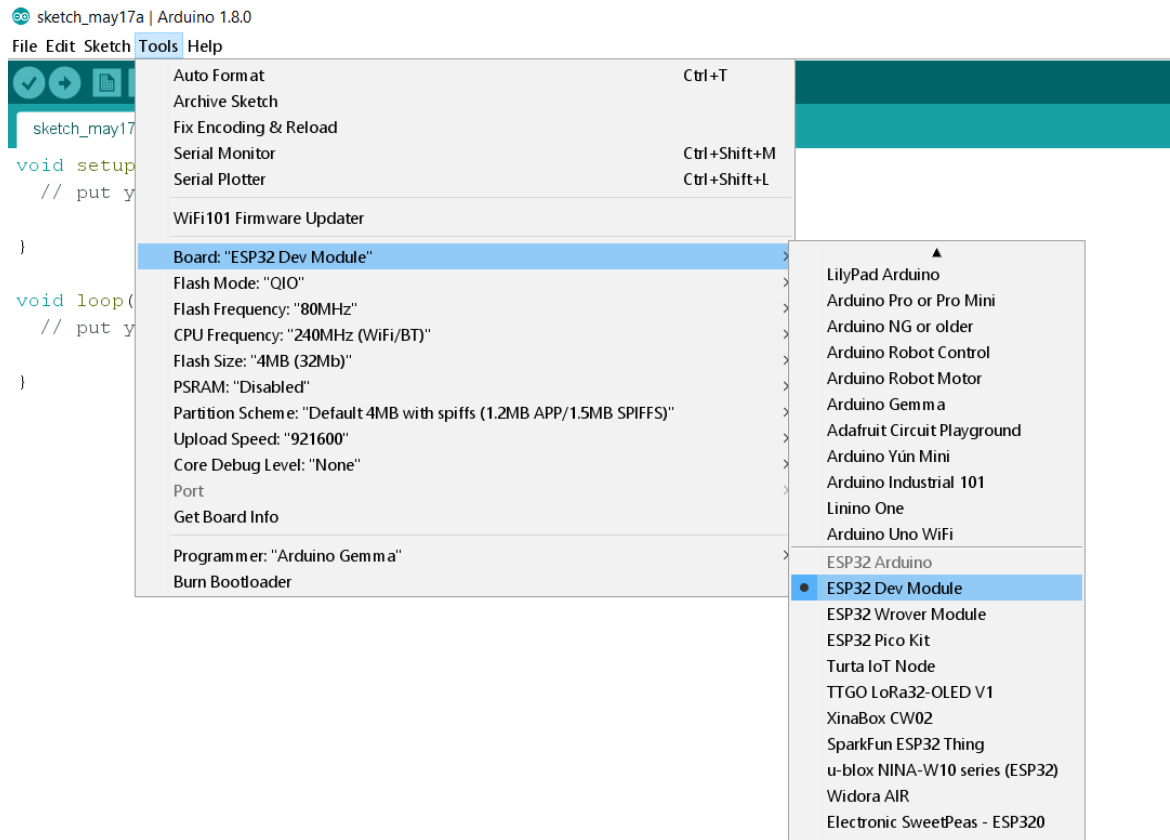 sketch_may17a | Arduino 1.8.0
File Edit Sketch Tools Help
sketch_may17
void setup
// put y
}
void loop(
// put y
}
Auto Format Ctrl+T
Archive Sketch
Fix Encoding & Reload
Serial Monitor Ctrl+Shift+M
Serial Plotter Ctrl+Shift+L
WiFi101 Firmware Updater
Board: "ESP32 Dev Module"
Flash Mode: "QIO"
Flash Frequency: "80MHz"
CPU Frequency: "240MHz (WiFi/BT)"
Flash Size: "4MB (32Mb)"
PSRAM: "Disabled"
Partition Scheme: "Default 4MB with spiffs (1.2MB APP/1.5MB SPIFFS)"
Upload Speed: "921600"
Core Debug Level: "None"
Port
Get Board Info
Programmer: "Arduino Gemma"
Burn Bootloader
LilyPad Arduino
Arduino Pro or Pro Mini
Arduino NG or older
Arduino Robot Control
Arduino Robot Motor
Arduino Gemma
Adafruit Circuit Playground
Arduino Yún Mini
Arduino Industrial 101
Linino One
Arduino Uno WiFi
ESP32 Arduino
ESP32 Dev Module
ESP32 Wrover Module
ESP32 Pico Kit
Turta IoT Node
TTGO LoRa32-OLED V1
XinaBox CW02
SparkFun ESP32 Thing
u-blox NINA-W10 series (ESP32)
Widora AIR
Electronic SweetPeas - ESP320